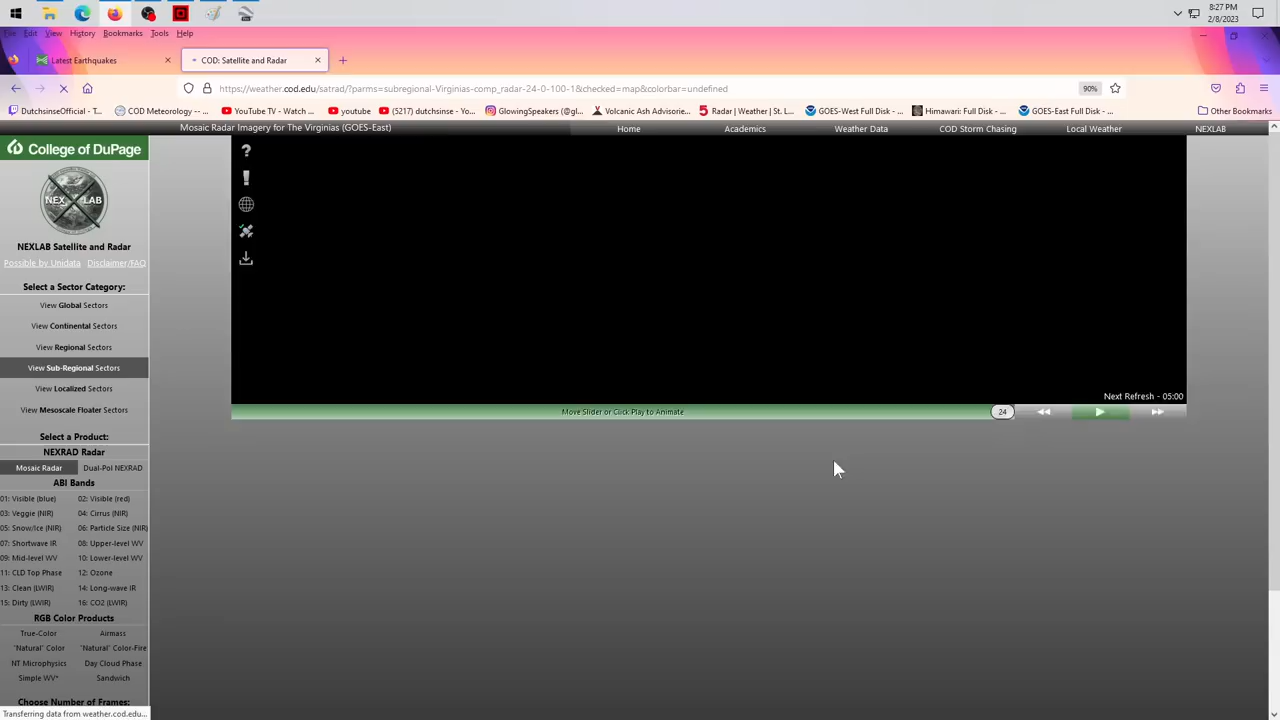 8:27 PM
2/8/2023
File Edit View History Bookmarks Tools Help
Latest Earthquakes
COD: Satellite and Radar
https://weather.cod.edu/satrad/?parms=subregional-Virginias-comp_radar-24-0-100-1&checked=map&colorbar=undefined
90%
DutchsinseOfficial - T... COD Meteorology -- ... YouTube TV - Watch ... youtube (5217) dutchsinse - ... GlowingSpeakers (@gl... Volcanic Ash Advisorie... Radar | Weather | St. L... GOES-West Full Disk - ... Himawari: Full Disk - ... GOES-East Full Disk - ... Other Bookmarks
Mosaic Radar Imagery for The Virginias (GOES-East)
Home Academics Weather Data COD Storm Chasing Local Weather NEXLAB
College of DuPage
NEX LAB
NEXLAB Satellite and Radar
Possible by Unidata Disclaimer/FAQ
Select a Sector Category:
View Global Sectors
View Continental Sectors
View Regional Sectors
View Sub-Regional Sectors
View Localized Sectors
View Mesoscale Floater Sectors
Next Refresh - 05:00
Move Slider or Click Play to Animate
24
Select a Product:
NEXRAD Radar
Mosaic Radar Dual-Pol NEXRAD
ABI Bands
01: Visible (blue) 02: Visible (red)
03: Veggie (NIR) 04: Cirrus (NIR)
05: Snow/Ice (NIR) 06: Particle Size (NIR)
07: Shortwave IR 08: Upper-level WV
09: Mid-level WV 10: Lower-level WV
11: CLD Top Phase 12: Ozone
13: Clean (LWIR) 14: Long-wave IR
15: Dirty (LWIR) 16: CO2 (LWIR)
RGB Color Products
True-Color Airmass
"Natural" Color "Natural" Color-Fire
NT Microphysics Day Cloud Phase
Simple WV* Sandwich
Choose Number of Frames:
Transferring data from weather.cod.edu...